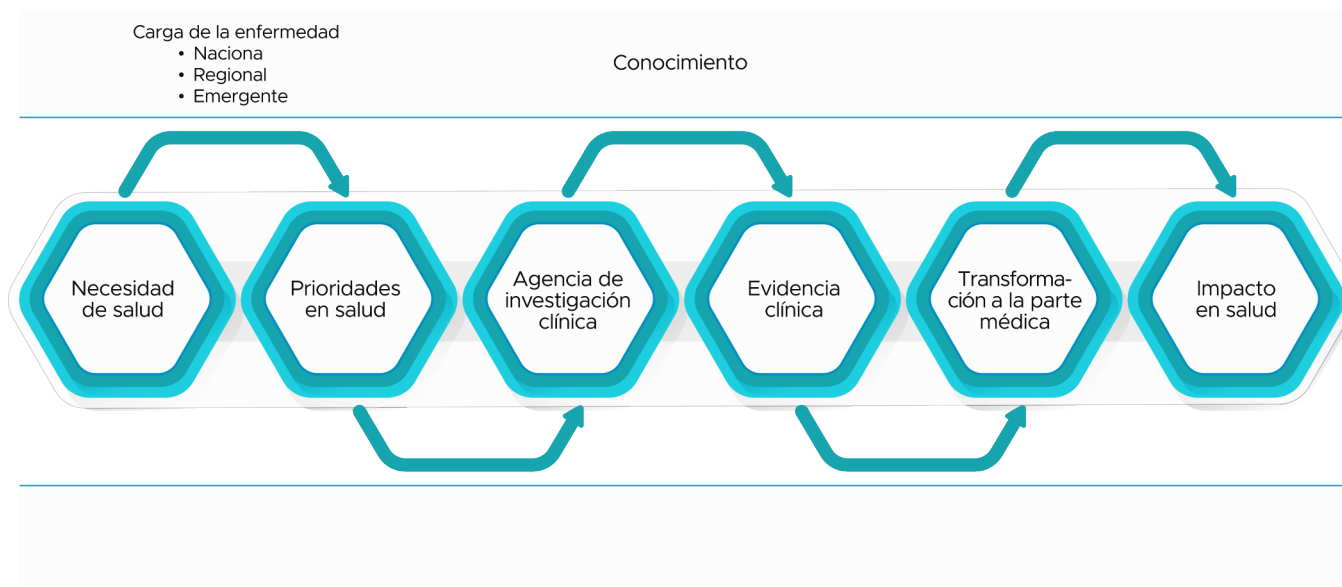 Carga de la enfermedad
• Naciona
• Regional
• Emergente
Conocimiento
Necesidad
de salud
Prioridades
en salud
Agencia de
investigación
clínica
Evidencia
clínica
Transforma-
ción a la parte
médica
Impacto
en salud